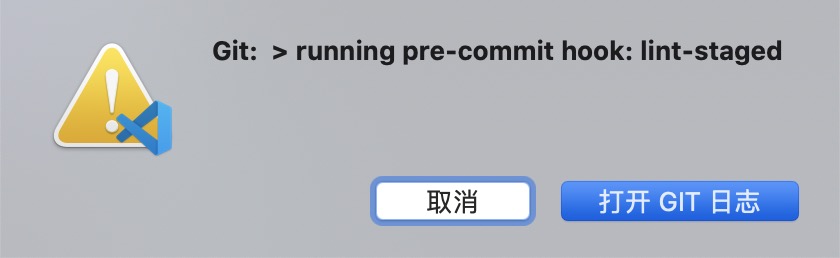 Git:  > running pre-commit hook: lint-staged
取消
打开 GIT 日志